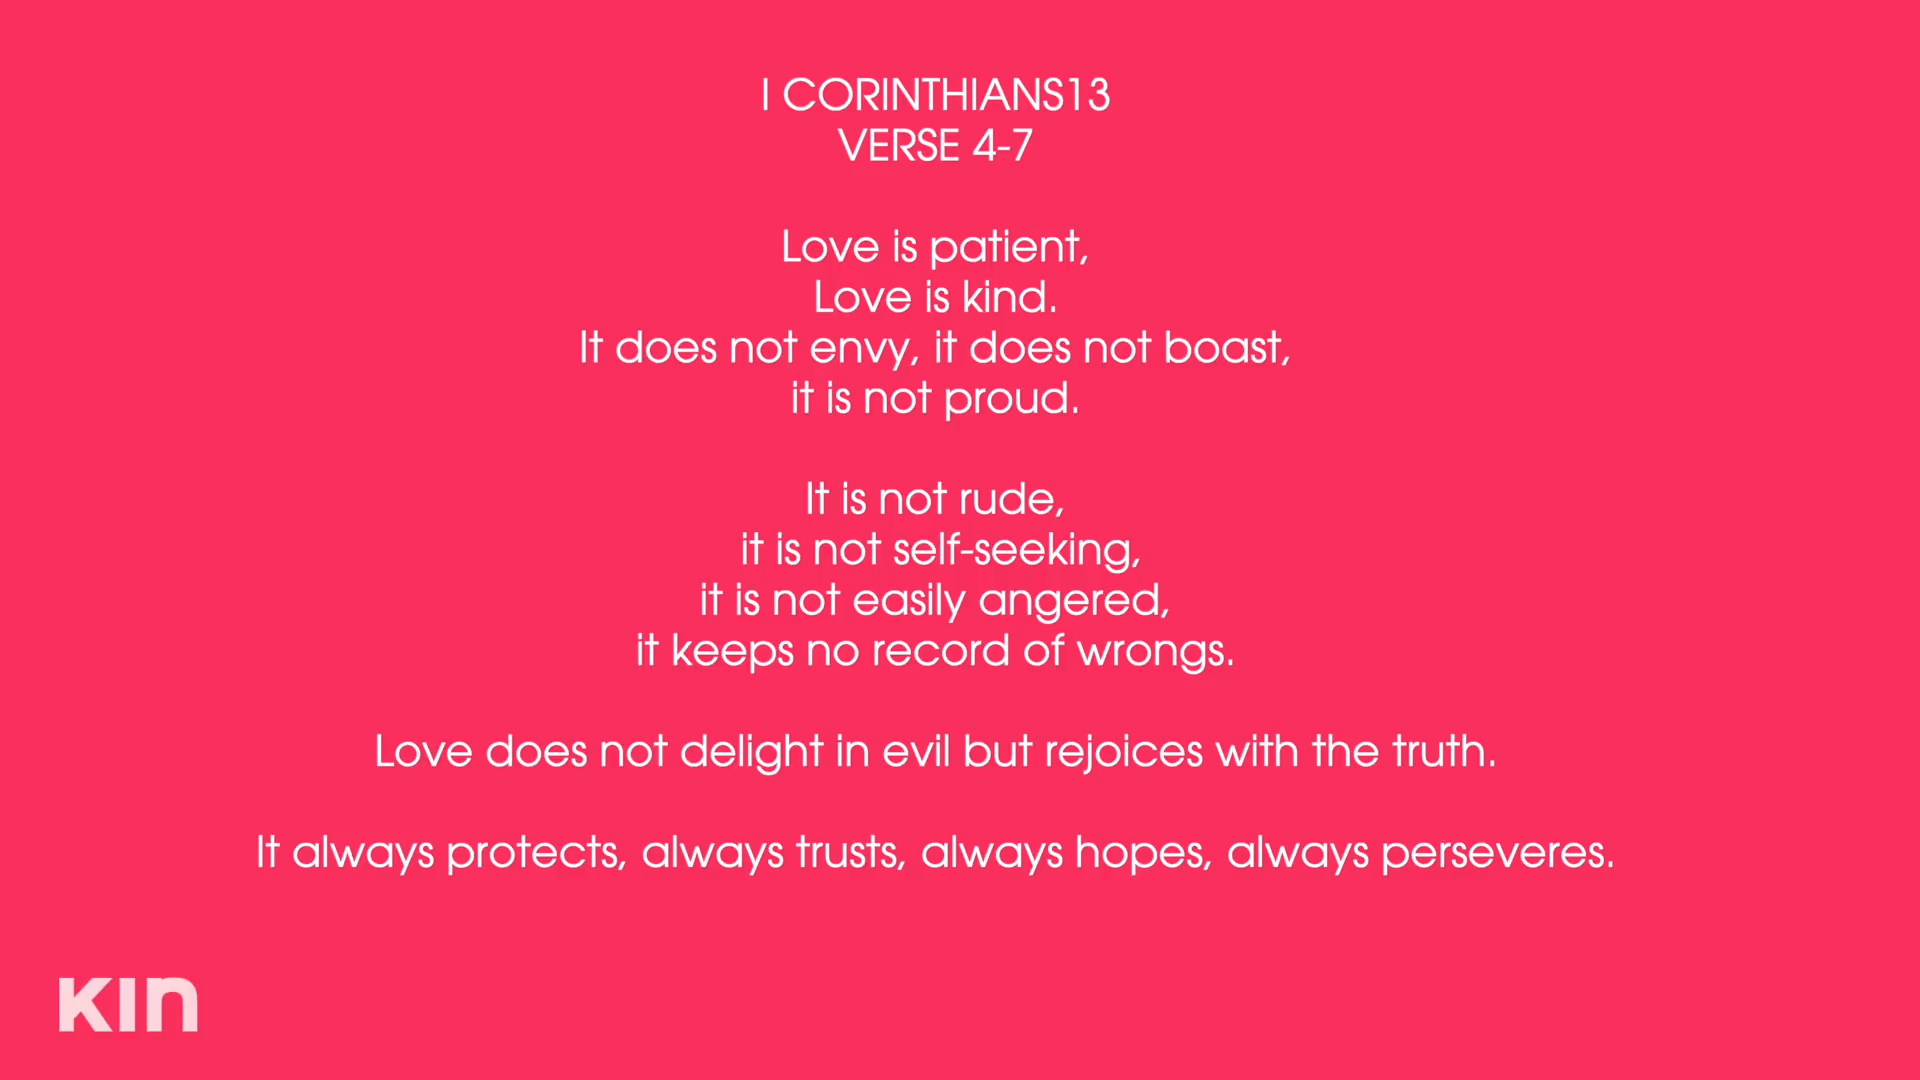 I CORINTHIANS13
VERSE 4-7
Love is patient,
Love is kind.
It does not envy, it does not boast,
it is not proud.
It is not rude,
it is not self-seeking,
it is not easily angered,
it keeps no record of wrongs.
Love does not delight in evil but rejoices with the truth.
It always protects, always trusts, always hopes, always perseveres.
KIn